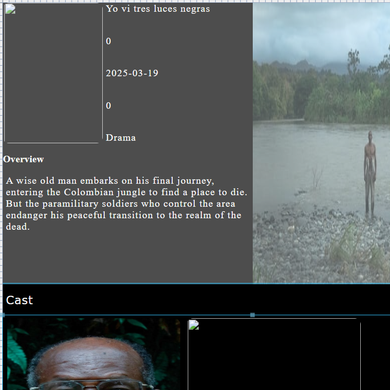 Yo vi tres luces negras
0
2025-03-19
0
Drama
Overview
A wise old man embarks on his final journey,
entering the Colombian jungle to find a place to die.
But the paramilitary soldiers who control the area
endanger his peaceful transition to the realm of the
dead.
Cast